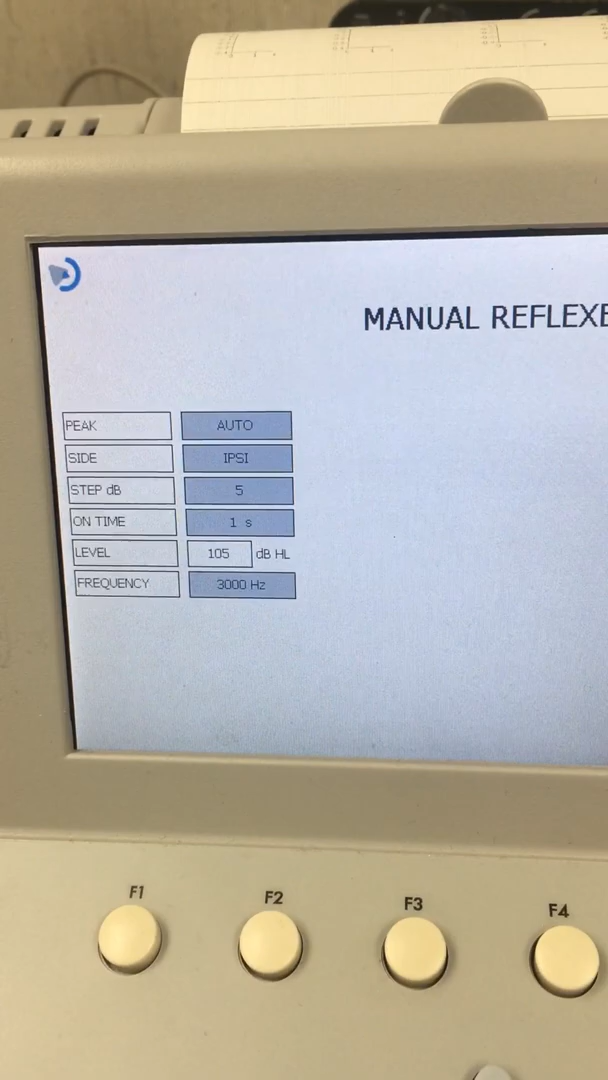 MANUAL REFLEXE
PEAK AUTO
SIDE IPSI
STEP dB 5
ON TIME 1 s
LEVEL 105 dB HL
FREQUENCY 3000 Hz
F1 F2 F3 F4